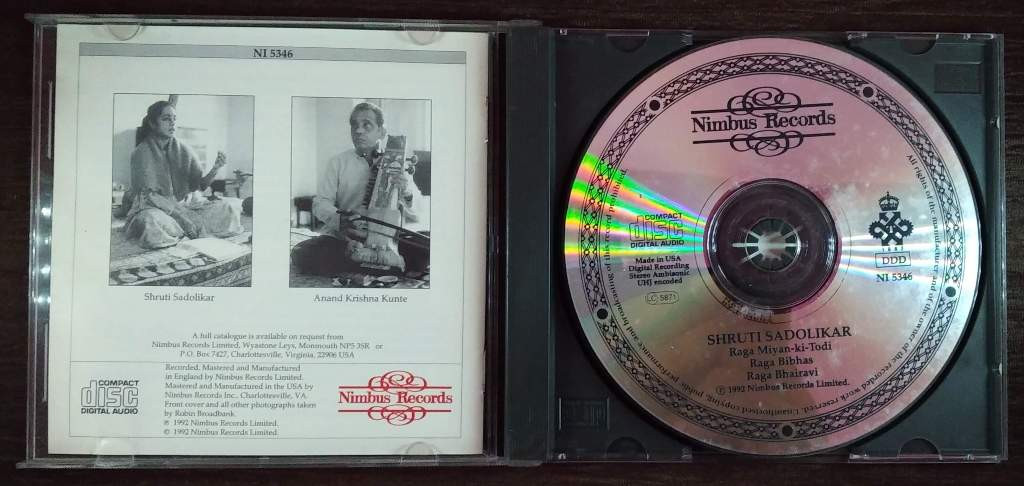 NI 5346
Shruti Sadolikar
Anand Krishna Kunte
A full catalogue is available on request from
Nimbus Records Limited, Wyastone Leys, Monmouth NP5 3SR or
P.O. Box 7427, Charlottesville, Virginia, 22906 USA
COMPACT
disc
DIGITAL AUDIO
Recorded, Mastered and Manufactured
in England by Nimbus Records Limited.
Mastered and Manufactured in the USA by
Nimbus Records Inc., Charlottesville, VA.
Front cover and all other photographs taken
by Robin Broadbank.
℗ 1992 Nimbus Records Limited.
© 1992 Nimbus Records Limited.
Nimbus Records
Nimbus Records
COMPACT
disc
DIGITAL AUDIO
Made in USA
Digital Recording
Stereo Ambisonic
UHJ encoded
LC 5871
DDD
NI 5346
SHRUTI SADOLIKAR
Raga Miyan-ki-Todi
Raga Bibhas
Raga Bhairavi
℗ 1992 Nimbus Records Limited.
All rights of the manufacturer and of the owner of the recorded work reserved. Unauthorised copying, public performance and broadcasting of this record prohibited.